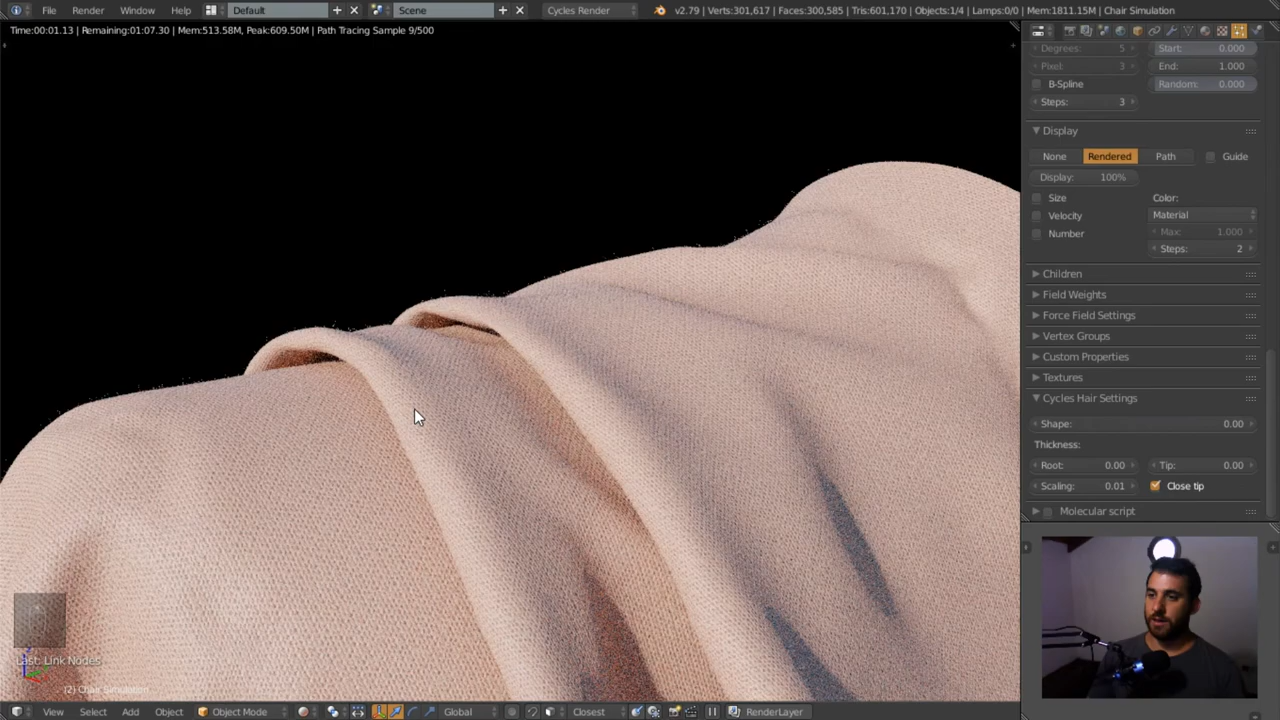 File Render Window Help Default Scene Cycles Render v2.79 | Verts:301,617 | Faces:300,585 | Tris:601,170 | Objects:1/4 | Lamps:0/0 | Mem:1811.15M | Chair Simulation
Time:00:01.13 | Remaining:01:07.30 | Mem:513.58M, Peak:609.50M | Path Tracing Sample 9/500
Degrees: 5 Start: 0.000
Pixel: 3 End: 1.000
B-Spline Random: 0.000
Steps: 3
Display
None Rendered Path Guide
Display: 100%
Size Color:
Velocity Material
Number Max: 1.000
Steps: 2
Children
Field Weights
Force Field Settings
Vertex Groups
Custom Properties
Textures
Cycles Hair Settings
Shape: 0.00
Thickness:
Root: 0.00 Tip: 0.00
Scaling: 0.01 Close tip
Molecular script
Last: Link Nodes
(2) Chair Simulation
View Select Add Object Object Mode Global Closest RenderLayer